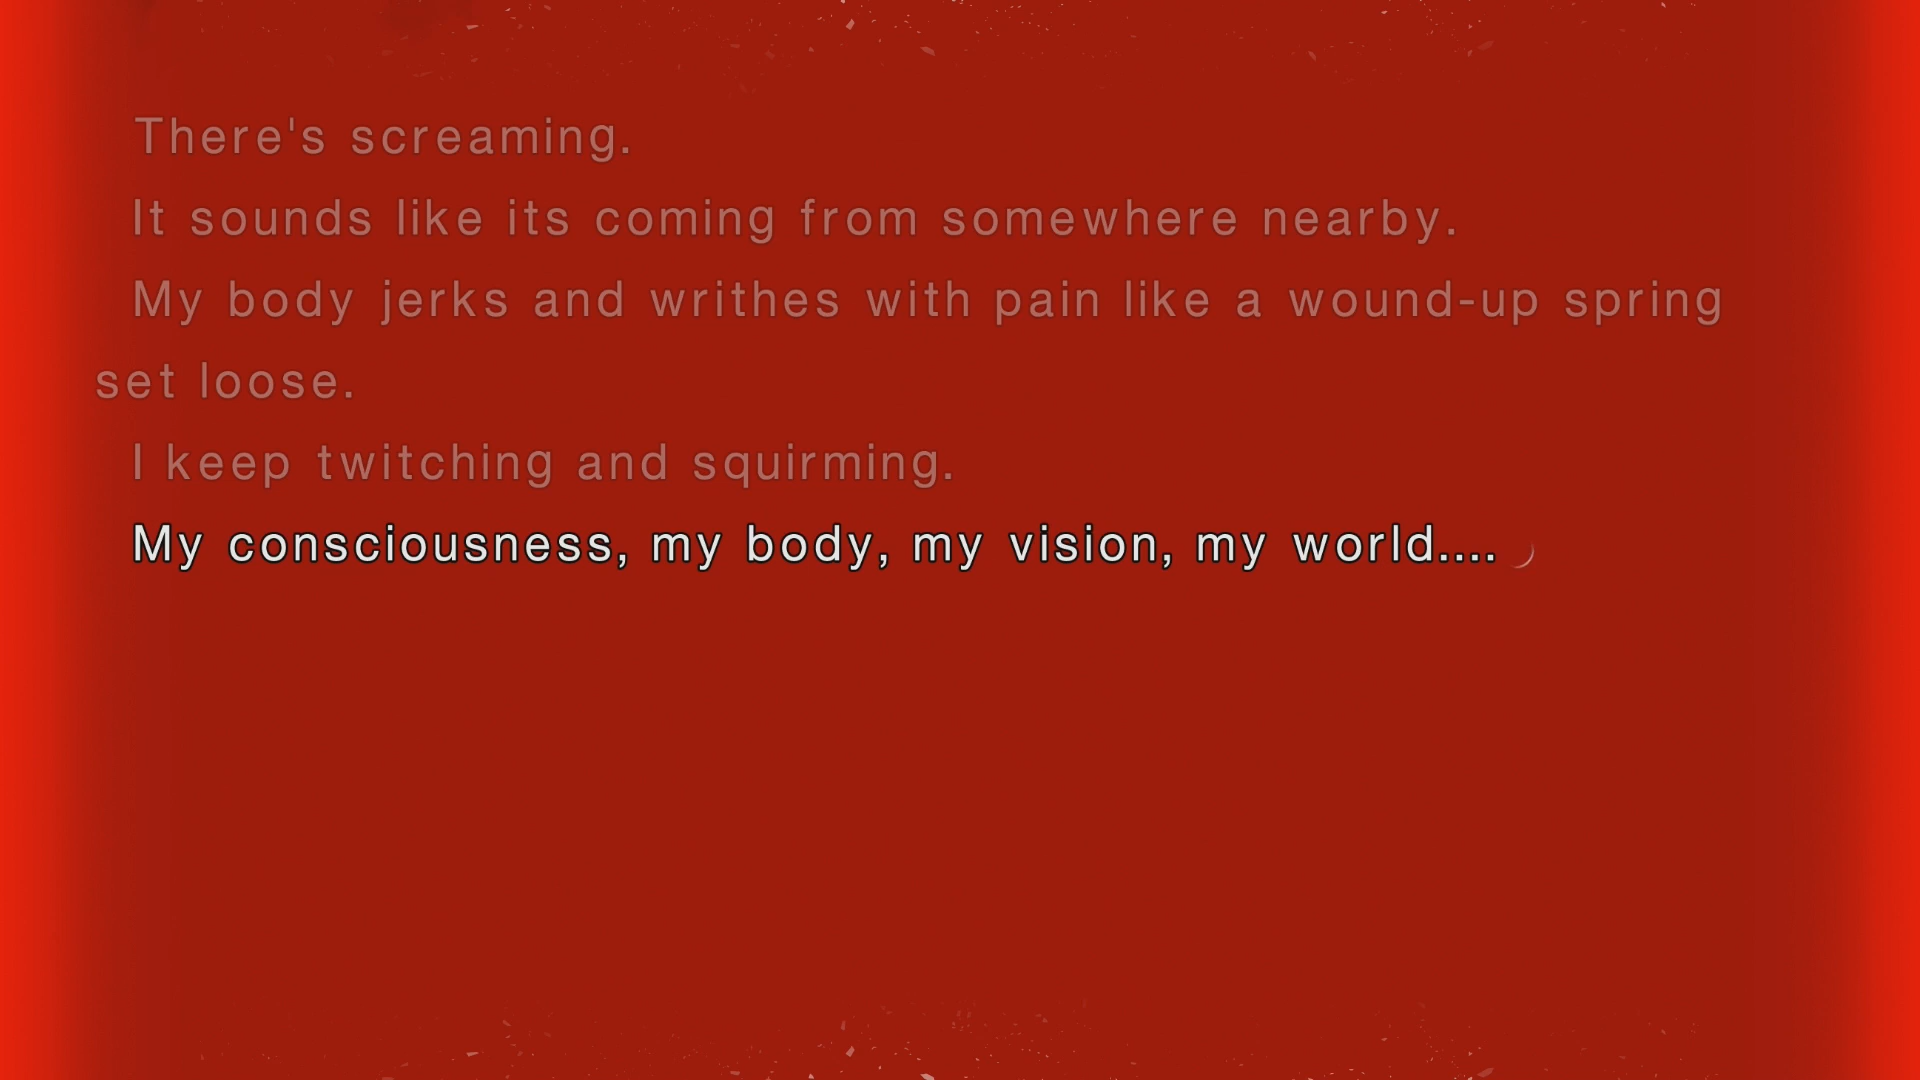 There's screaming.
It sounds like its coming from somewhere nearby.
My body jerks and writhes with pain like a wound-up spring
set loose.
I keep twitching and squirming.
My consciousness, my body, my vision, my world....